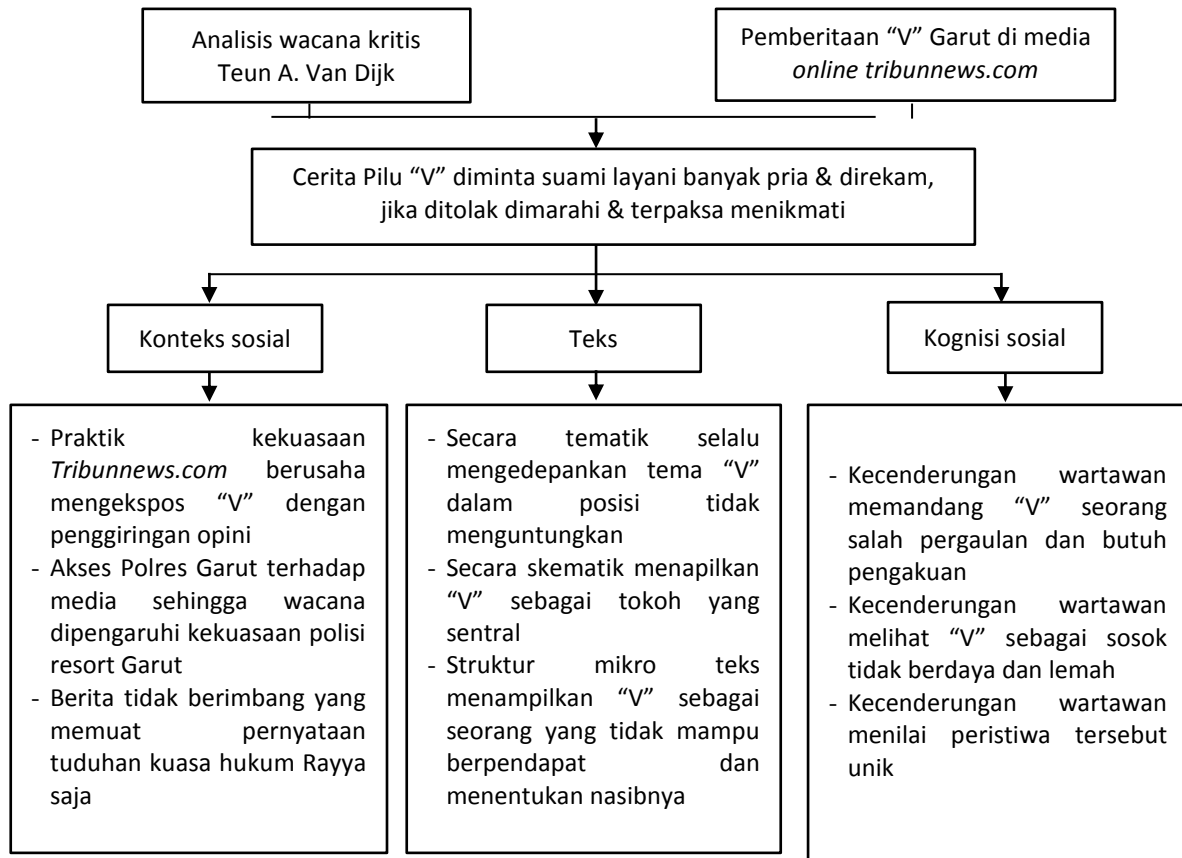 Analisis wacana kritis
Teun A. Van Dijk
Pemberitaan “V” Garut di media
online tribunnews.com
Cerita Pilu “V” diminta suami layani banyak pria & direkam,
jika ditolak dimarahi & terpaksa menikmati
Konteks sosial
Teks
Kognisi sosial
- Praktik kekuasaan
Tribunnews.com berusaha
mengekspos “V” dengan
penggiringan opini
- Akses Polres Garut terhadap
media sehingga wacana
dipengaruhi kekuasaan polisi
resort Garut
- Berita tidak berimbang yang
memuat pernyataan
tuduhan kuasa hukum Rayya
saja
- Secara tematik selalu
mengedepankan tema “V”
dalam posisi tidak
menguntungkan
- Secara skematik menapilkan
“V” sebagai tokoh yang
sentral
- Struktur mikro teks
menampilkan “V” sebagai
seorang yang tidak mampu
berpendapat dan
menentukan nasibnya
- Kecenderungan wartawan
memandang “V” seorang
salah pergaulan dan butuh
pengakuan
- Kecenderungan wartawan
melihat “V” sebagai sosok
tidak berdaya dan lemah
- Kecenderungan wartawan
menilai peristiwa tersebut
unik